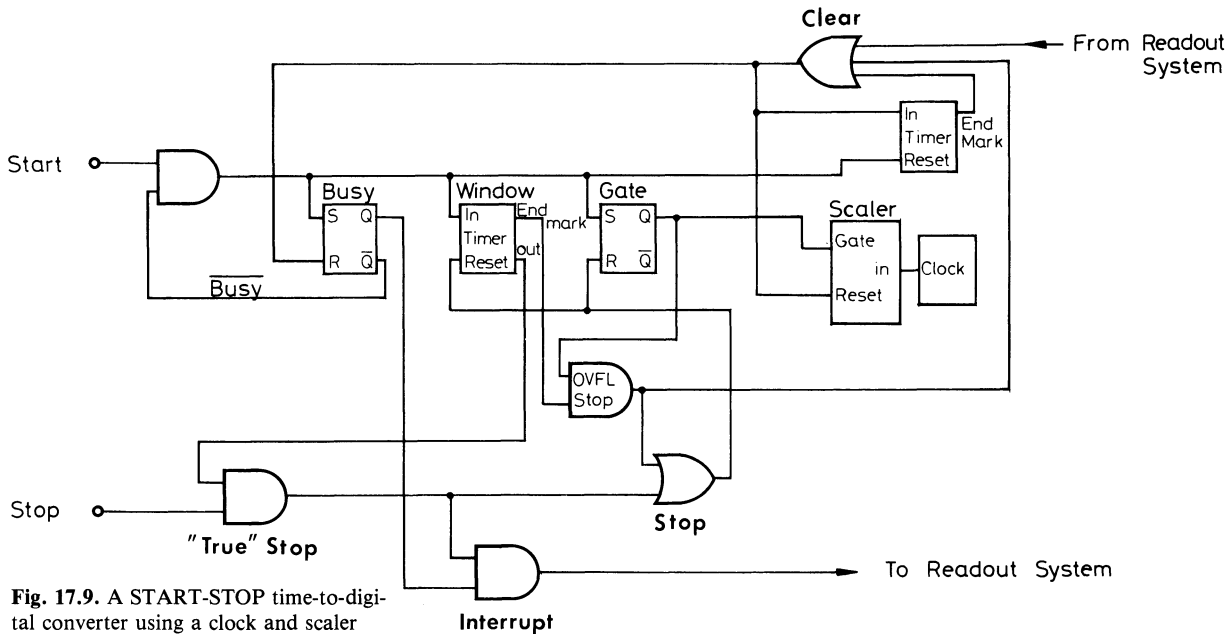 Clear
From Readout
System
In
Timer
Reset
End
Mark
Start
Busy
S Q
R Q̅
B̅u̅s̅y̅
Window
In
Timer
Reset
End
mark
out
Gate
S Q
R Q̅
Scaler
Gate
in
Reset
Clock
OVFL
Stop
Stop
"True" Stop
Stop
To Readout System
Interrupt
Fig. 17.9. A START-STOP time-to-digi-
tal converter using a clock and scaler